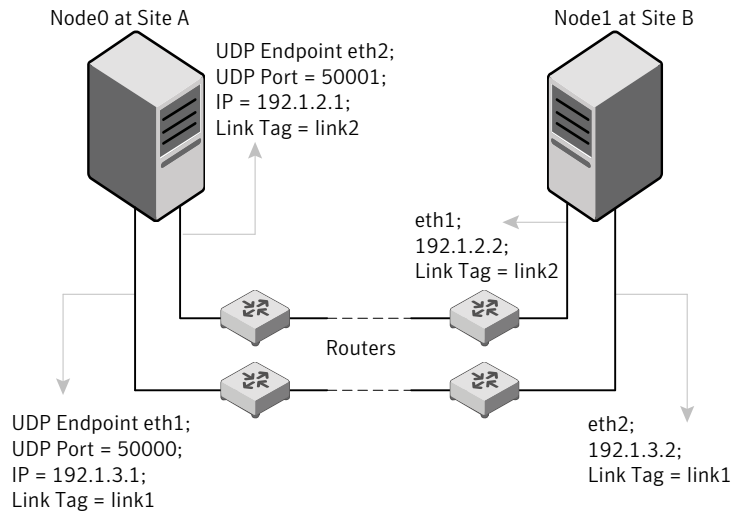 Node0 at Site A
Node1 at Site B
UDP Endpoint eth2;
UDP Port = 50001;
IP = 192.1.2.1;
Link Tag = link2
eth1;
192.1.2.2;
Link Tag = link2
Routers
UDP Endpoint eth1;
UDP Port = 50000;
IP = 192.1.3.1;
Link Tag = link1
eth2;
192.1.3.2;
Link Tag = link1